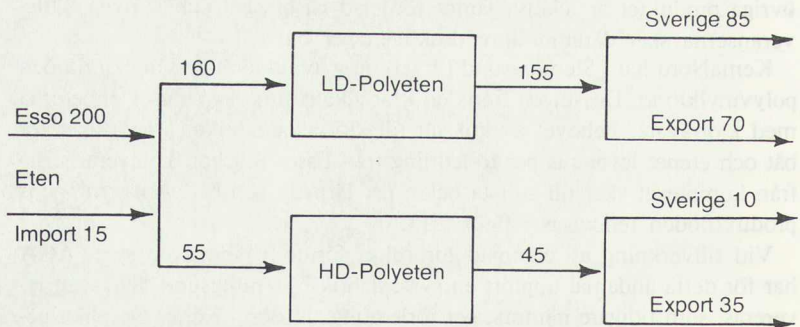 Sverige 85
160
LD-Polyeten
155
Esso 200
Export 70
Eten
Sverige 10
Import 15
55
HD-Polyeten
45
Export 35